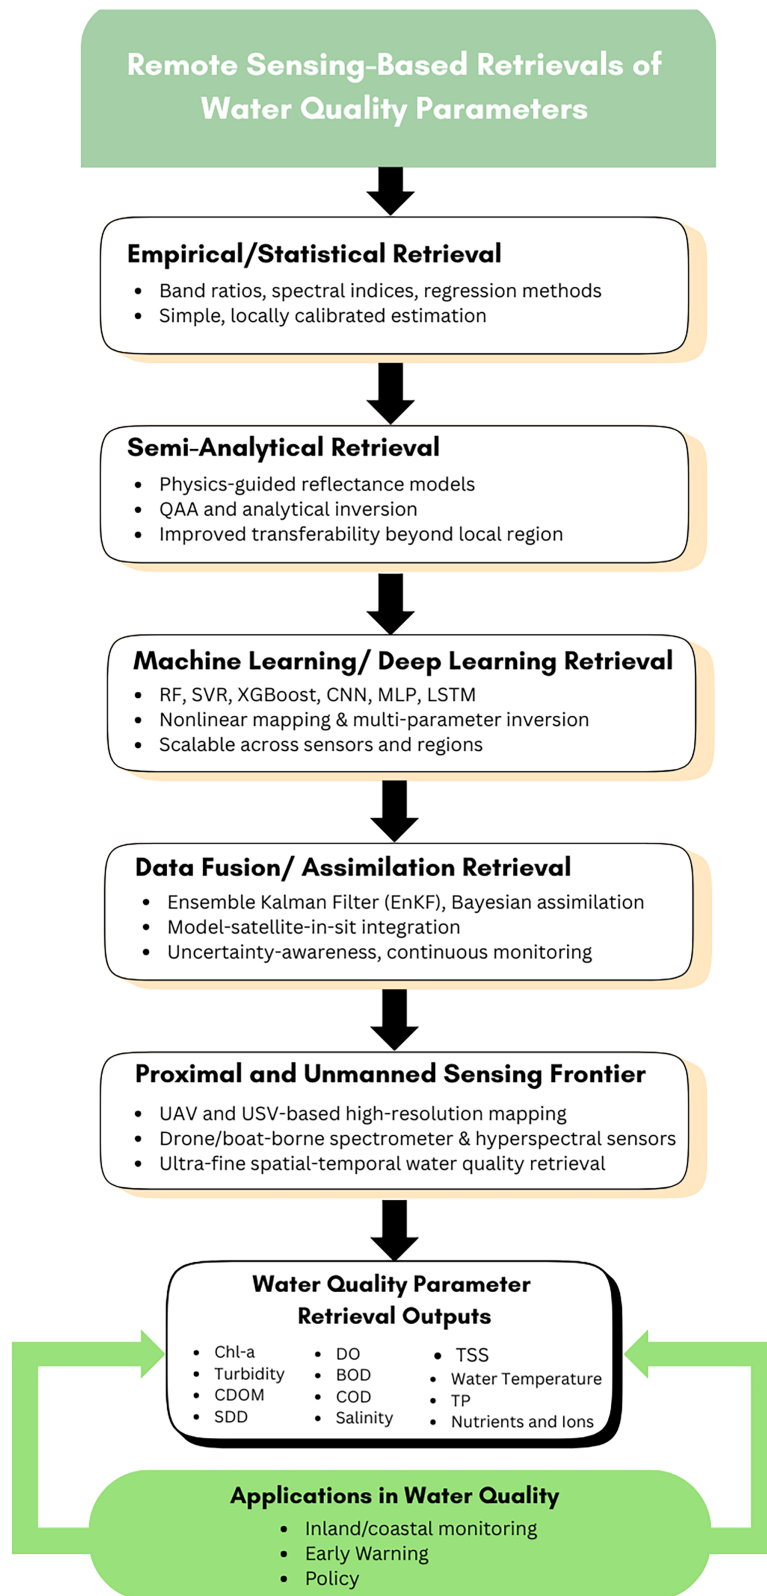 Remote Sensing-Based Retrievals of
Water Quality Parameters
Empirical/Statistical Retrieval
• Band ratios, spectral indices, regression methods
• Simple, locally calibrated estimation
Semi-Analytical Retrieval
• Physics-guided reflectance models
• QAA and analytical inversion
• Improved transferability beyond local region
Machine Learning/ Deep Learning Retrieval
• RF, SVR, XGBoost, CNN, MLP, LSTM
• Nonlinear mapping & multi-parameter inversion
• Scalable across sensors and regions
Data Fusion/ Assimilation Retrieval
• Ensemble Kalman Filter (EnKF), Bayesian assimilation
• Model-satellite-in-sit integration
• Uncertainty-awareness, continuous monitoring
Proximal and Unmanned Sensing Frontier
• UAV and USV-based high-resolution mapping
• Drone/boat-borne spectrometer & hyperspectral sensors
• Ultra-fine spatial-temporal water quality retrieval
Water Quality Parameter
Retrieval Outputs
• Chl-a
• Turbidity
• CDOM
• SDD
• DO
• BOD
• COD
• Salinity
• TSS
• Water Temperature
• TP
• Nutrients and Ions
Applications in Water Quality
• Inland/coastal monitoring
• Early Warning
• Policy